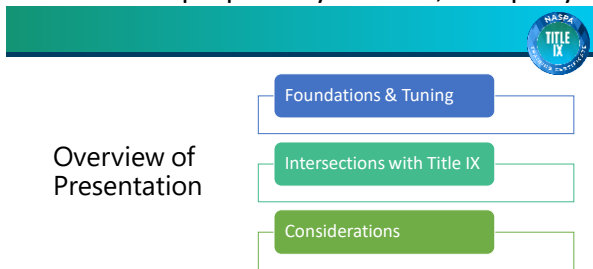 NASPA
TITLE
IX
Foundations & Tuning
Overview of
Presentation
Intersections with Title IX
Considerations